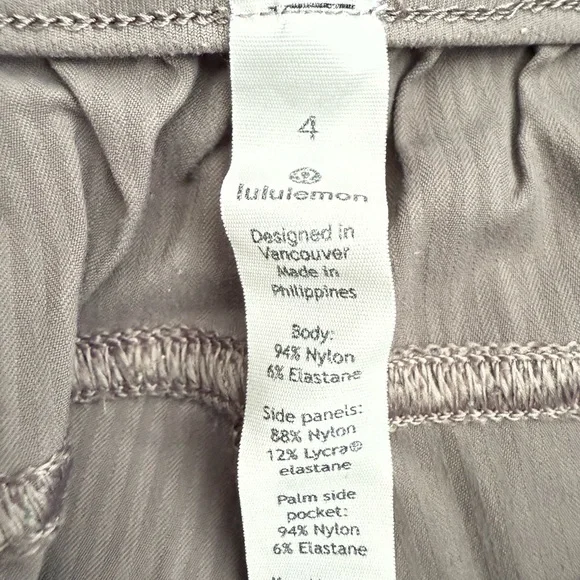 4
lululemon
Designed in
Vancouver
Made in
Philippines
Body:
94% Nylon
6% Elastane
Side panels:
88% Nylon
12% Lycra®
elastane
Palm side
pocket:
94% Nylon
6% Elastane